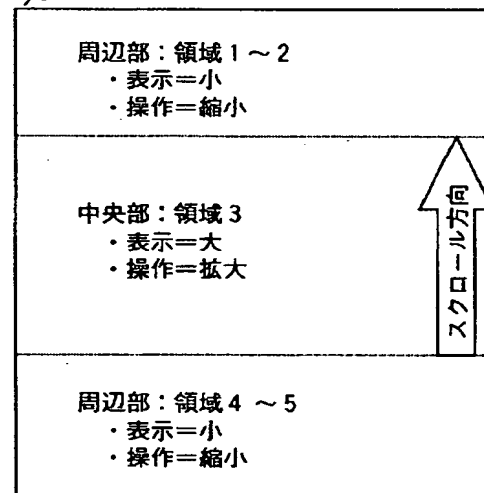 周辺部：領域1～2
・表示＝小
・操作＝縮小
中央部：領域3
・表示＝大
・操作＝拡大
スクロール方向
周辺部：領域4～5
・表示＝小
・操作＝縮小